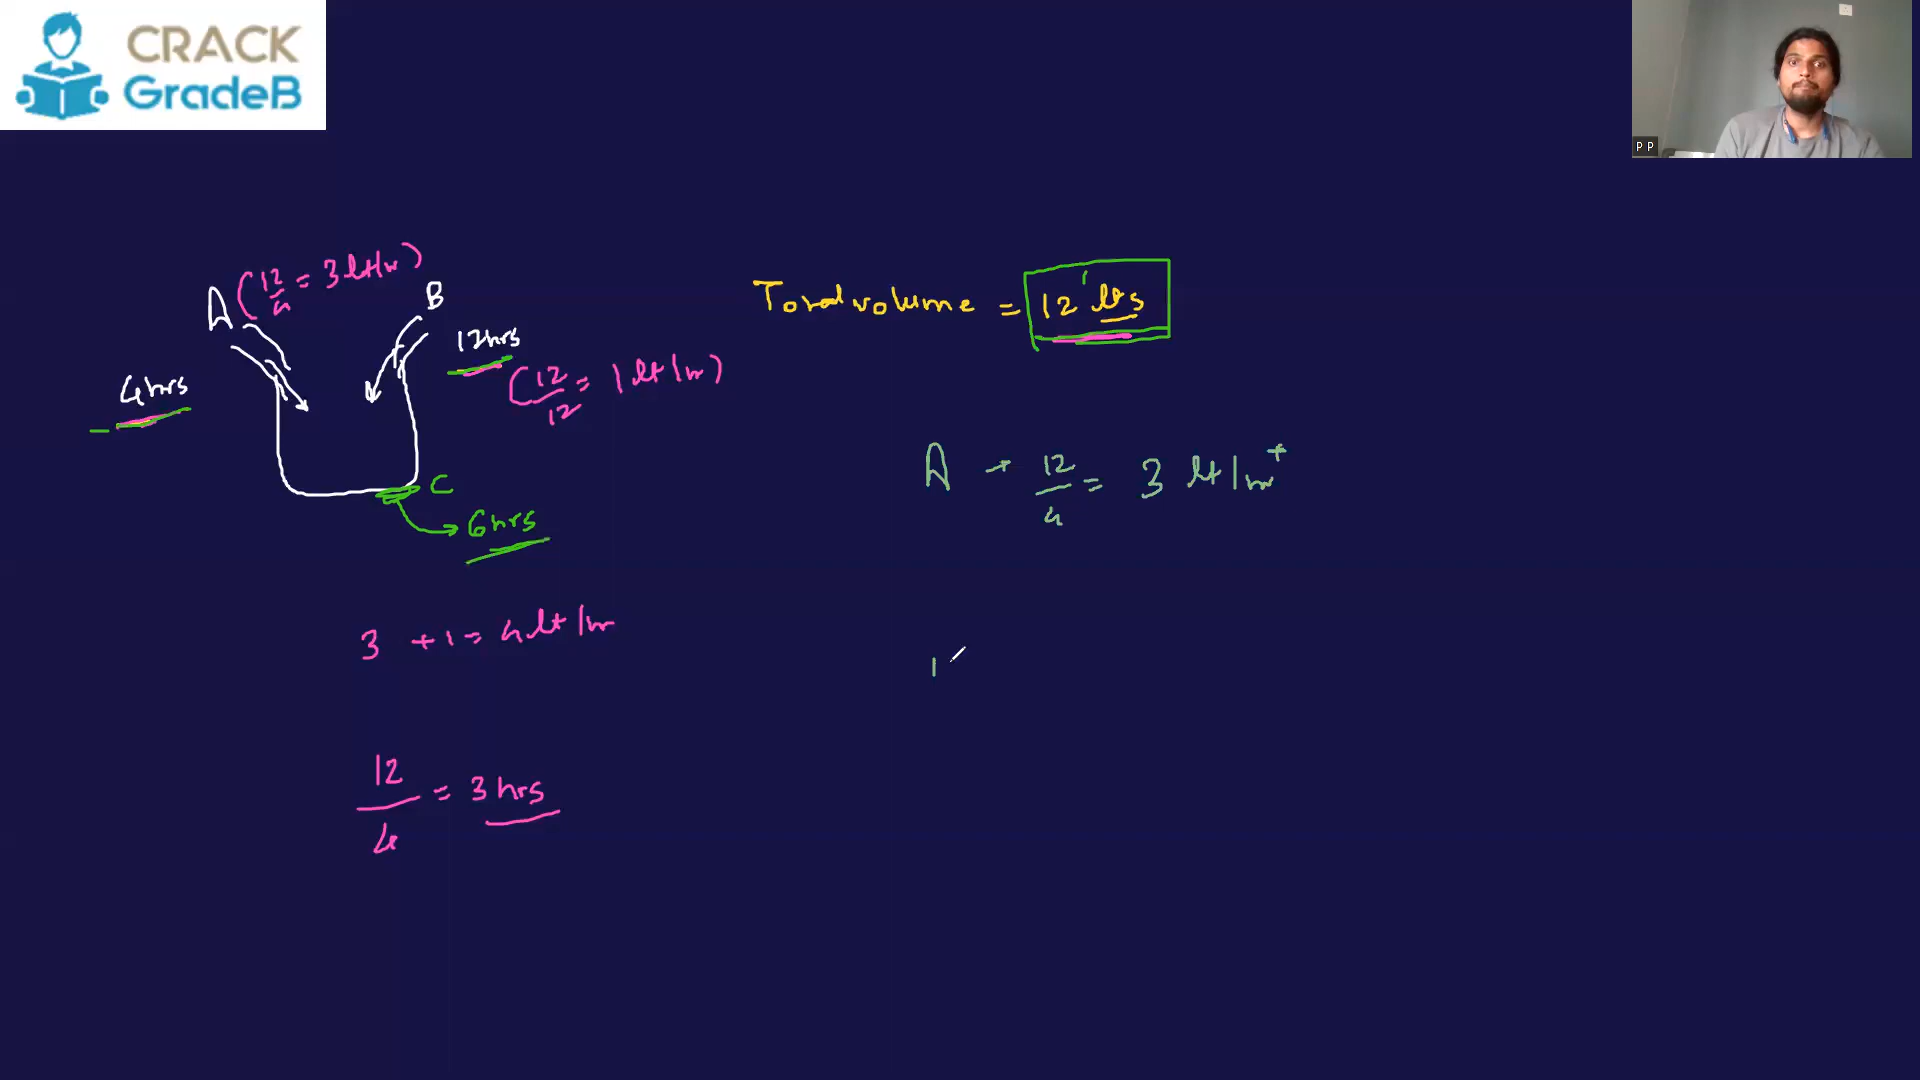 CRACK
GradeB
P P
A (12/4 = 3 lt/hr)
B
12hrs
(12/12 = 1 lt/hr)
4hrs
C
6hrs
3 + 1 = 4 lt/hr
12/4 = 3 hrs
Total volume = 12 lts
A → 12/4 = 3 lt/hr +